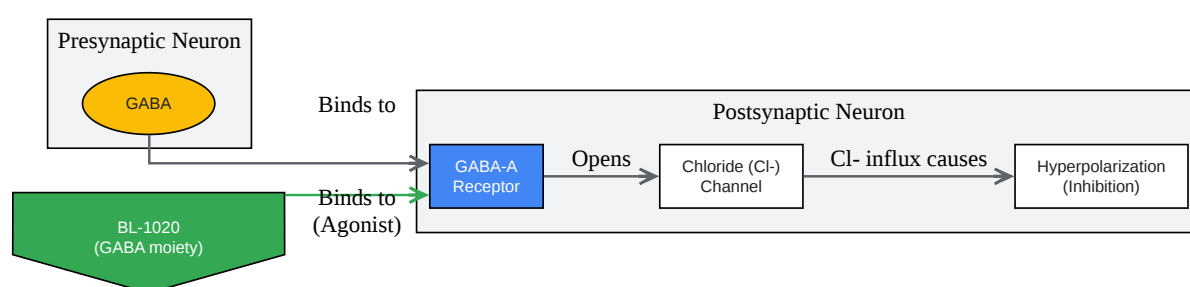 Presynaptic Neuron
GABA
Binds to
Postsynaptic Neuron
GABA-A
Receptor
Opens
Chloride (Cl-)
Channel
Cl- influx causes
Hyperpolarization
(Inhibition)
Binds to
(Agonist)
BL-1020
(GABA moiety)